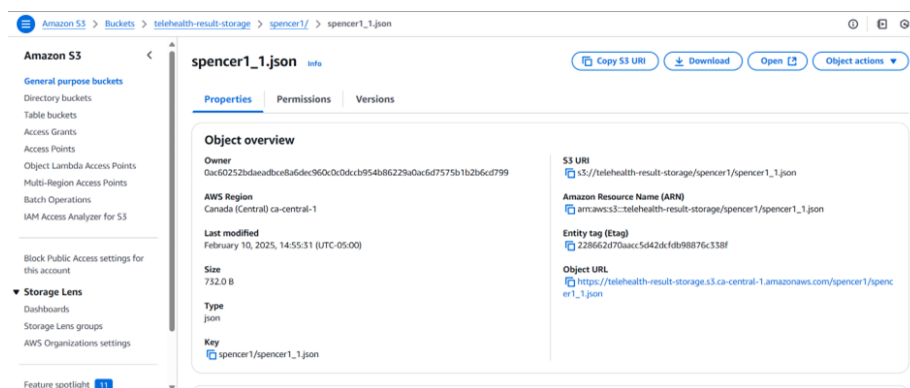 Amazon S3 > Buckets > telehealth-result-storage > spencer1/ > spencer1_1.json
Amazon S3
General purpose buckets
Directory buckets
Table buckets
Access Grants
Access Points
Object Lambda Access Points
Multi-Region Access Points
Batch Operations
IAM Access Analyzer for S3
Block Public Access settings for
this account
Storage Lens
Dashboards
Storage Lens groups
AWS Organizations settings
Feature spotlight 11
spencer1_1.json Info
Copy S3 URI Download Open Object actions
Properties Permissions Versions
Object overview
Owner
0ac60252bdaeadbce8a6dec960c0c0dccb954b86229a0ac6d7575b1b2b6cd799
AWS Region
Canada (Central) ca-central-1
Last modified
February 10, 2025, 14:55:31 (UTC-05:00)
Size
732.0 B
Type
json
Key
spencer1/spencer1_1.json
S3 URI
s3://telehealth-result-storage/spencer1/spencer1_1.json
Amazon Resource Name (ARN)
arn:aws:s3:::telehealth-result-storage/spencer1/spencer1_1.json
Entity tag (Etag)
228662d70aacc5d42dcfdb98876c338f
Object URL
https://telehealth-result-storage.s3.ca-central-1.amazonaws.com/spencer1/spenc
er1_1.json